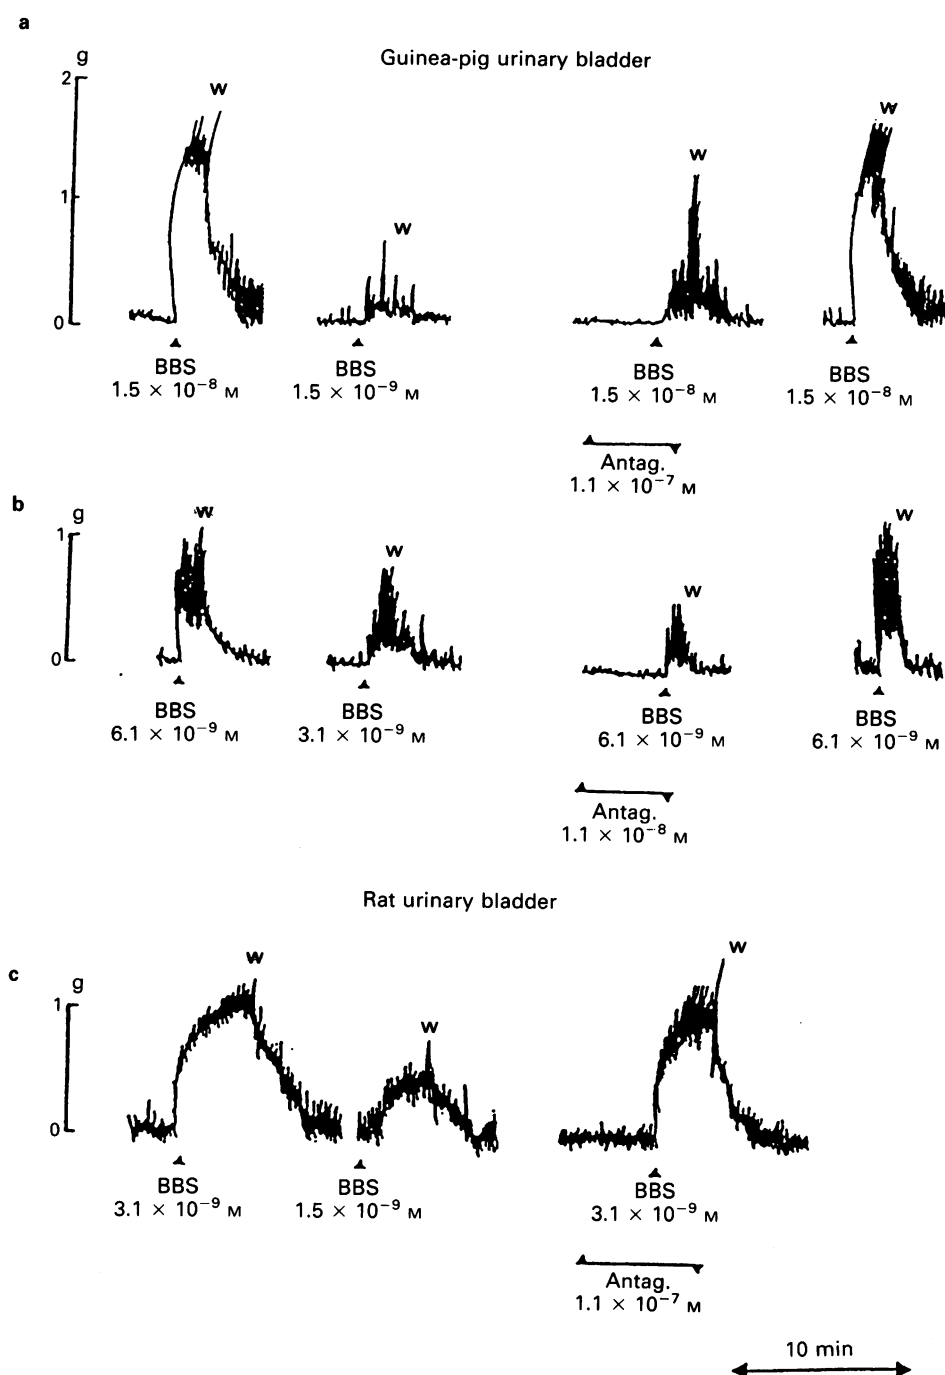 a
g
Guinea-pig urinary bladder
2
W
W
W
W
1
0
BBS
1.5 × 10⁻⁸ M
BBS
1.5 × 10⁻⁹ M
BBS
1.5 × 10⁻⁸ M
BBS
1.5 × 10⁻⁸ M
Antag.
1.1 × 10⁻⁷ M
b
g
1
W
W
W
W
0
BBS
6.1 × 10⁻⁹ M
BBS
3.1 × 10⁻⁹ M
BBS
6.1 × 10⁻⁹ M
BBS
6.1 × 10⁻⁹ M
Antag.
1.1 × 10⁻⁸ M
Rat urinary bladder
c
g
1
W
W
W
0
BBS
3.1 × 10⁻⁹ M
BBS
1.5 × 10⁻⁹ M
BBS
3.1 × 10⁻⁹ M
Antag.
1.1 × 10⁻⁷ M
10 min